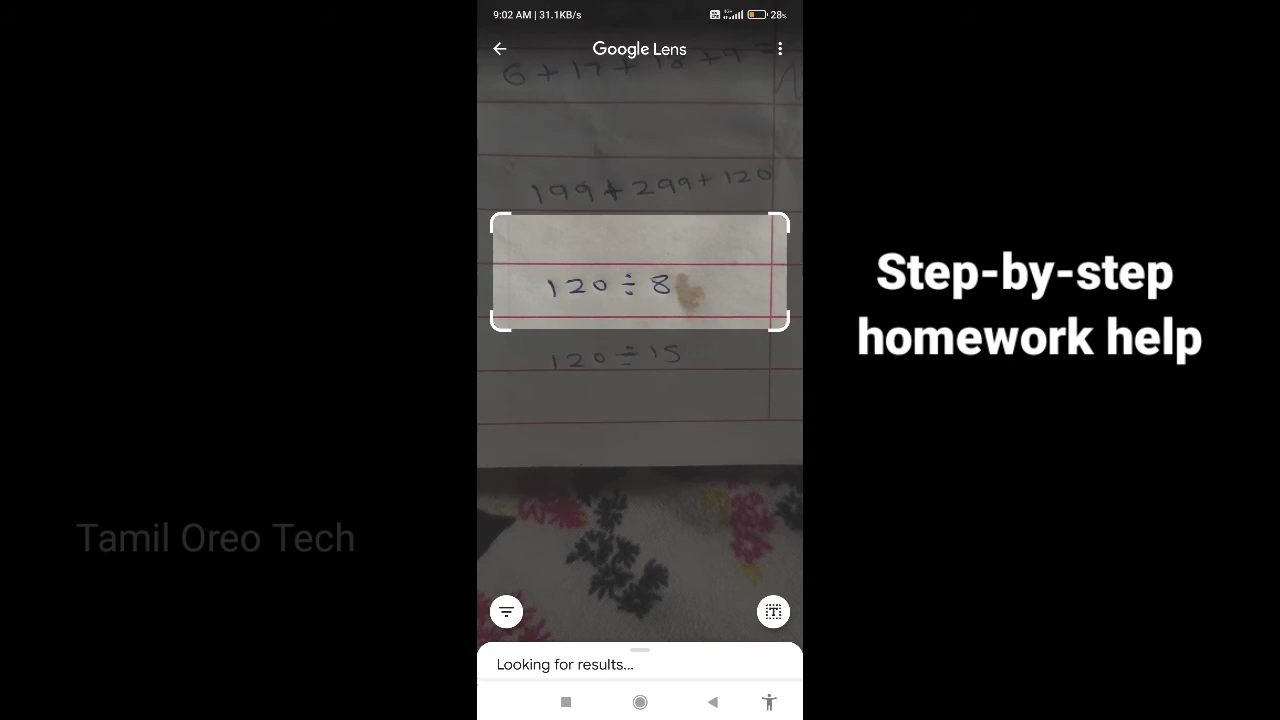 9:02 AM | 31.1KB/s
28%
Google Lens
6 + 17 + 18 + 9 =
199 + 299 + 120
120 ÷ 8
120 ÷ 15
Looking for results...
Step-by-step
homework help
Tamil Oreo Tech